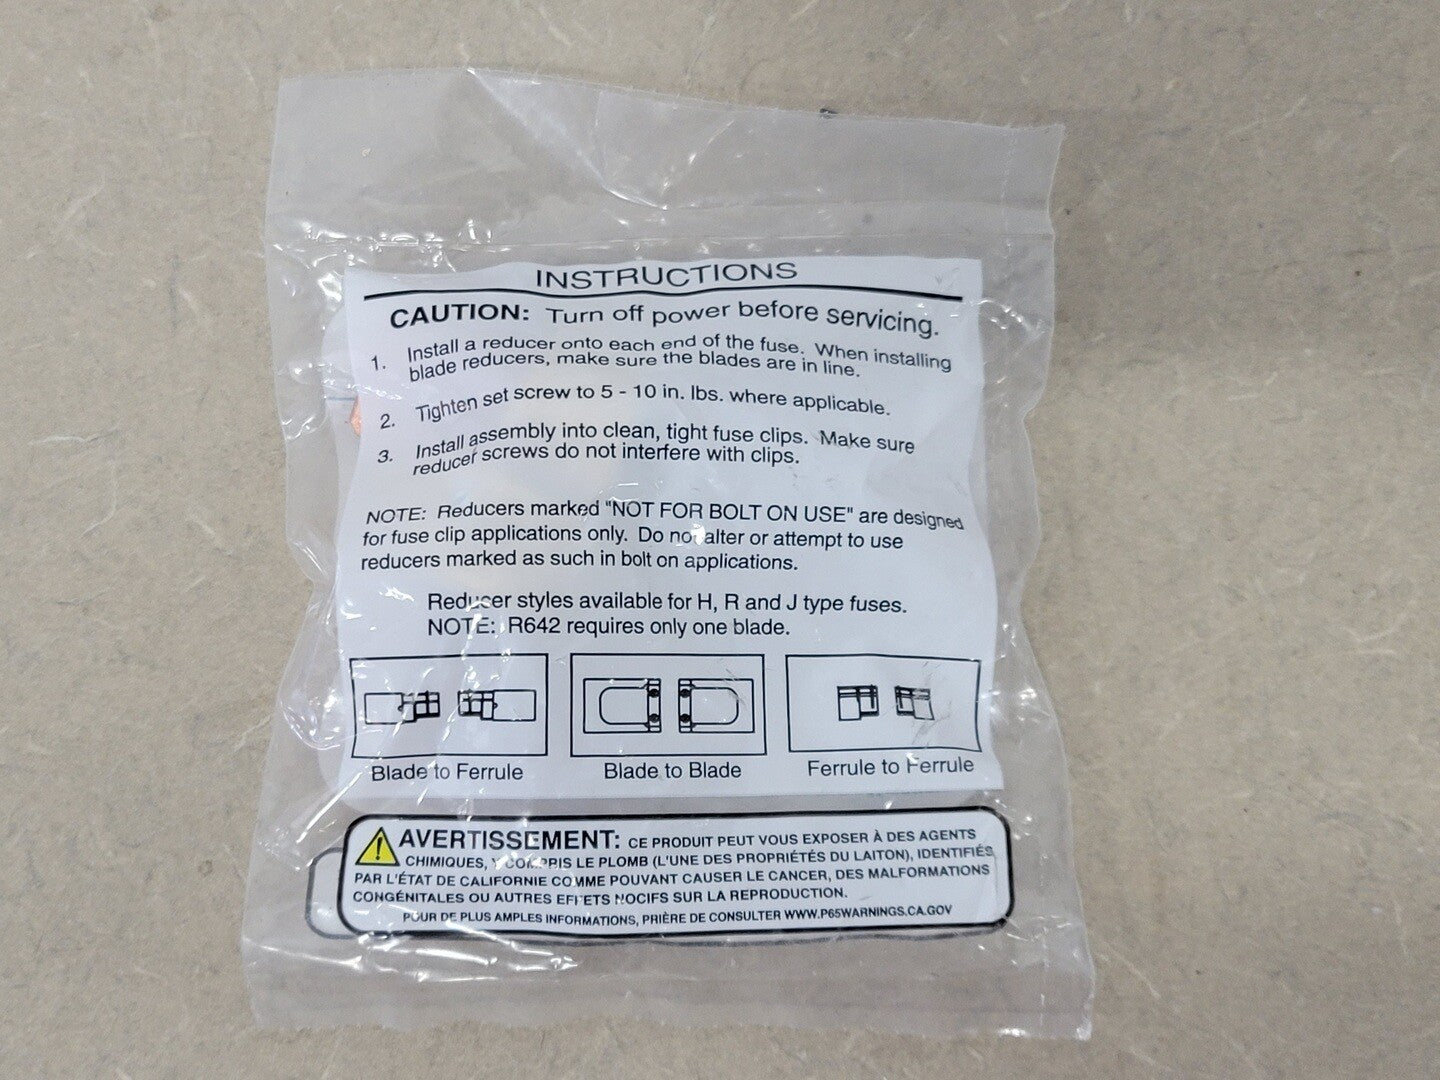 INSTRUCTIONS
CAUTION: Turn off power before servicing.
1. Install a reducer onto each end of the fuse. When installing
blade reducers, make sure the blades are in line.
2. Tighten set screw to 5 - 10 in. lbs. where applicable.
3. Install assembly into clean, tight fuse clips. Make sure
reducer screws do not interfere with clips.
NOTE: Reducers marked "NOT FOR BOLT ON USE" are designed
for fuse clip applications only. Do not alter or attempt to use
reducers marked as such in bolt on applications.
Reducer styles available for H, R and J type fuses.
NOTE: R642 requires only one blade.
Blade to Ferrule
Blade to Blade
Ferrule to Ferrule
AVERTISSEMENT: CE PRODUIT PEUT VOUS EXPOSER À DES AGENTS
CHIMIQUES, Y COMPRIS LE PLOMB (L'UNE DES PROPRIÉTÉS DU LAITON), IDENTIFIÉS
PAR L'ÉTAT DE CALIFORNIE COMME POUVANT CAUSER LE CANCER, DES MALFORMATIONS
CONGÉNITALES OU AUTRES EFFETS NOCIFS SUR LA REPRODUCTION.
POUR DE PLUS AMPLES INFORMATIONS, PRIÈRE DE CONSULTER WWW.P65WARNINGS.CA.GOV